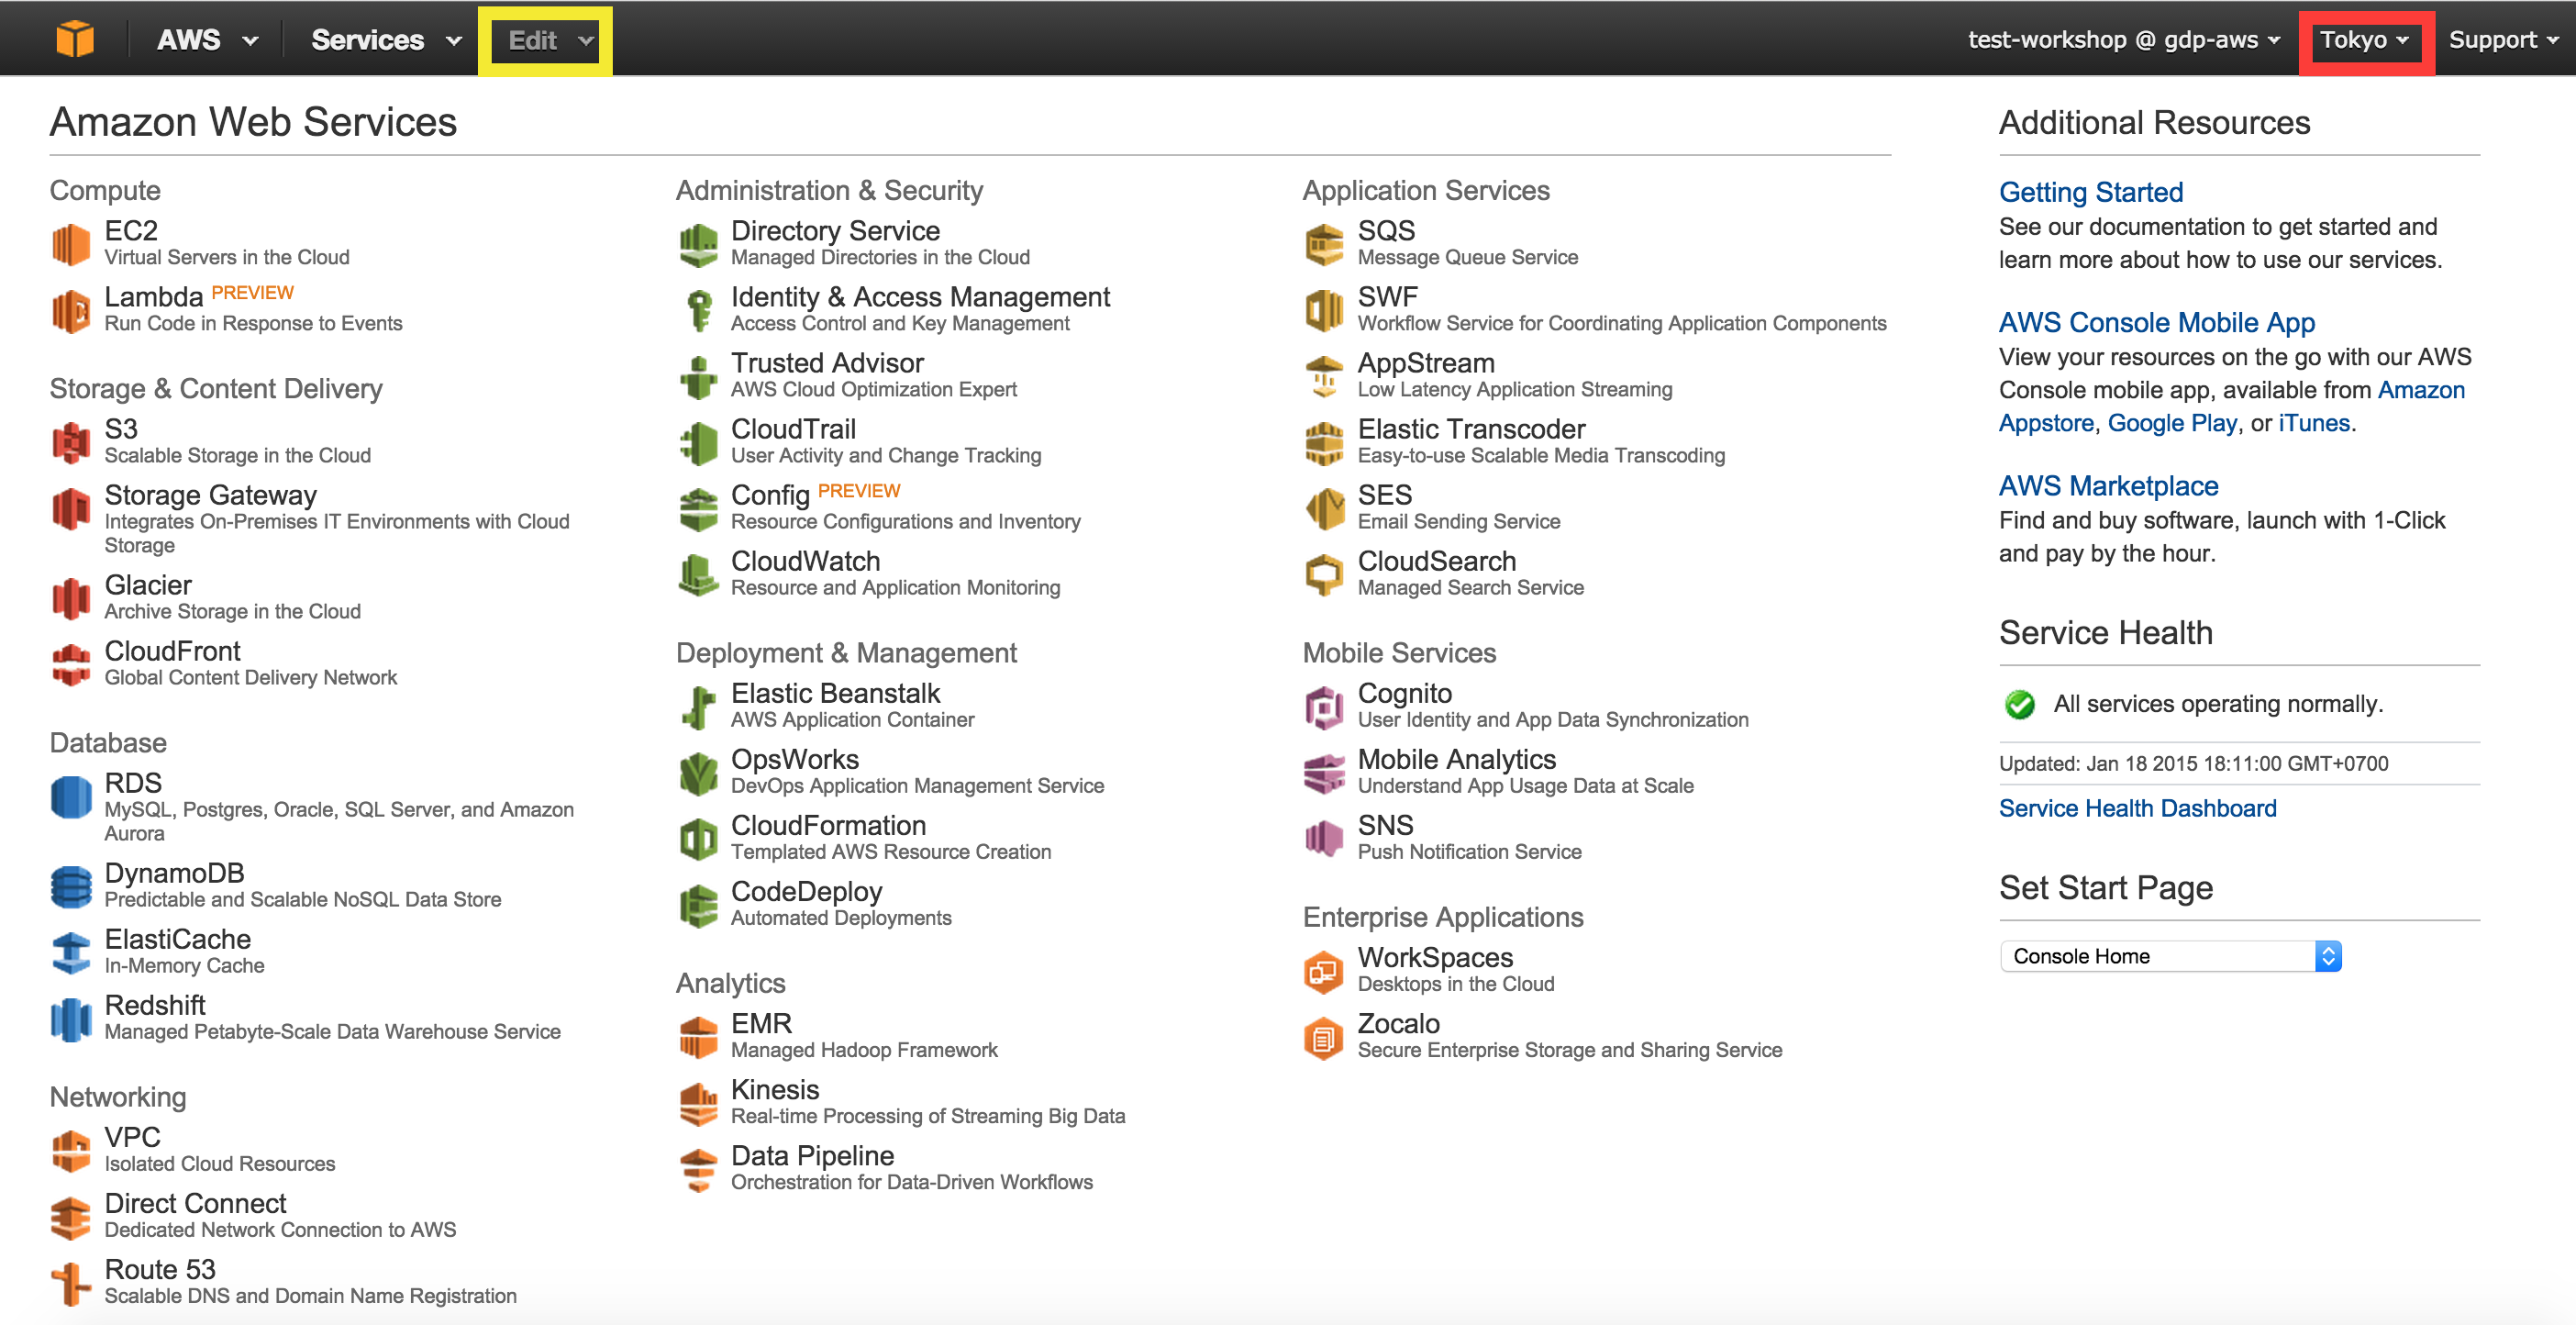 AWS
Services
Edit
test-workshop @ gdp-aws
Tokyo
Support
Amazon Web Services
Compute
EC2
Virtual Servers in the Cloud
Lambda PREVIEW
Run Code in Response to Events
Storage & Content Delivery
S3
Scalable Storage in the Cloud
Storage Gateway
Integrates On-Premises IT Environments with Cloud
Storage
Glacier
Archive Storage in the Cloud
CloudFront
Global Content Delivery Network
Database
RDS
MySQL, Postgres, Oracle, SQL Server, and Amazon
Aurora
DynamoDB
Predictable and Scalable NoSQL Data Store
ElastiCache
In-Memory Cache
Redshift
Managed Petabyte-Scale Data Warehouse Service
Networking
VPC
Isolated Cloud Resources
Direct Connect
Dedicated Network Connection to AWS
Route 53
Scalable DNS and Domain Name Registration
Administration & Security
Directory Service
Managed Directories in the Cloud
Identity & Access Management
Access Control and Key Management
Trusted Advisor
AWS Cloud Optimization Expert
CloudTrail
User Activity and Change Tracking
Config PREVIEW
Resource Configurations and Inventory
CloudWatch
Resource and Application Monitoring
Deployment & Management
Elastic Beanstalk
AWS Application Container
OpsWorks
DevOps Application Management Service
CloudFormation
Templated AWS Resource Creation
CodeDeploy
Automated Deployments
Analytics
EMR
Managed Hadoop Framework
Kinesis
Real-time Processing of Streaming Big Data
Data Pipeline
Orchestration for Data-Driven Workflows
Application Services
SQS
Message Queue Service
SWF
Workflow Service for Coordinating Application Components
AppStream
Low Latency Application Streaming
Elastic Transcoder
Easy-to-use Scalable Media Transcoding
SES
Email Sending Service
CloudSearch
Managed Search Service
Mobile Services
Cognito
User Identity and App Data Synchronization
Mobile Analytics
Understand App Usage Data at Scale
SNS
Push Notification Service
Enterprise Applications
WorkSpaces
Desktops in the Cloud
Zocalo
Secure Enterprise Storage and Sharing Service
Additional Resources
Getting Started
See our documentation to get started and
learn more about how to use our services.
AWS Console Mobile App
View your resources on the go with our AWS
Console mobile app, available from Amazon
Appstore, Google Play, or iTunes.
AWS Marketplace
Find and buy software, launch with 1-Click
and pay by the hour.
Service Health
All services operating normally.
Updated: Jan 18 2015 18:11:00 GMT+0700
Service Health Dashboard
Set Start Page
Console Home